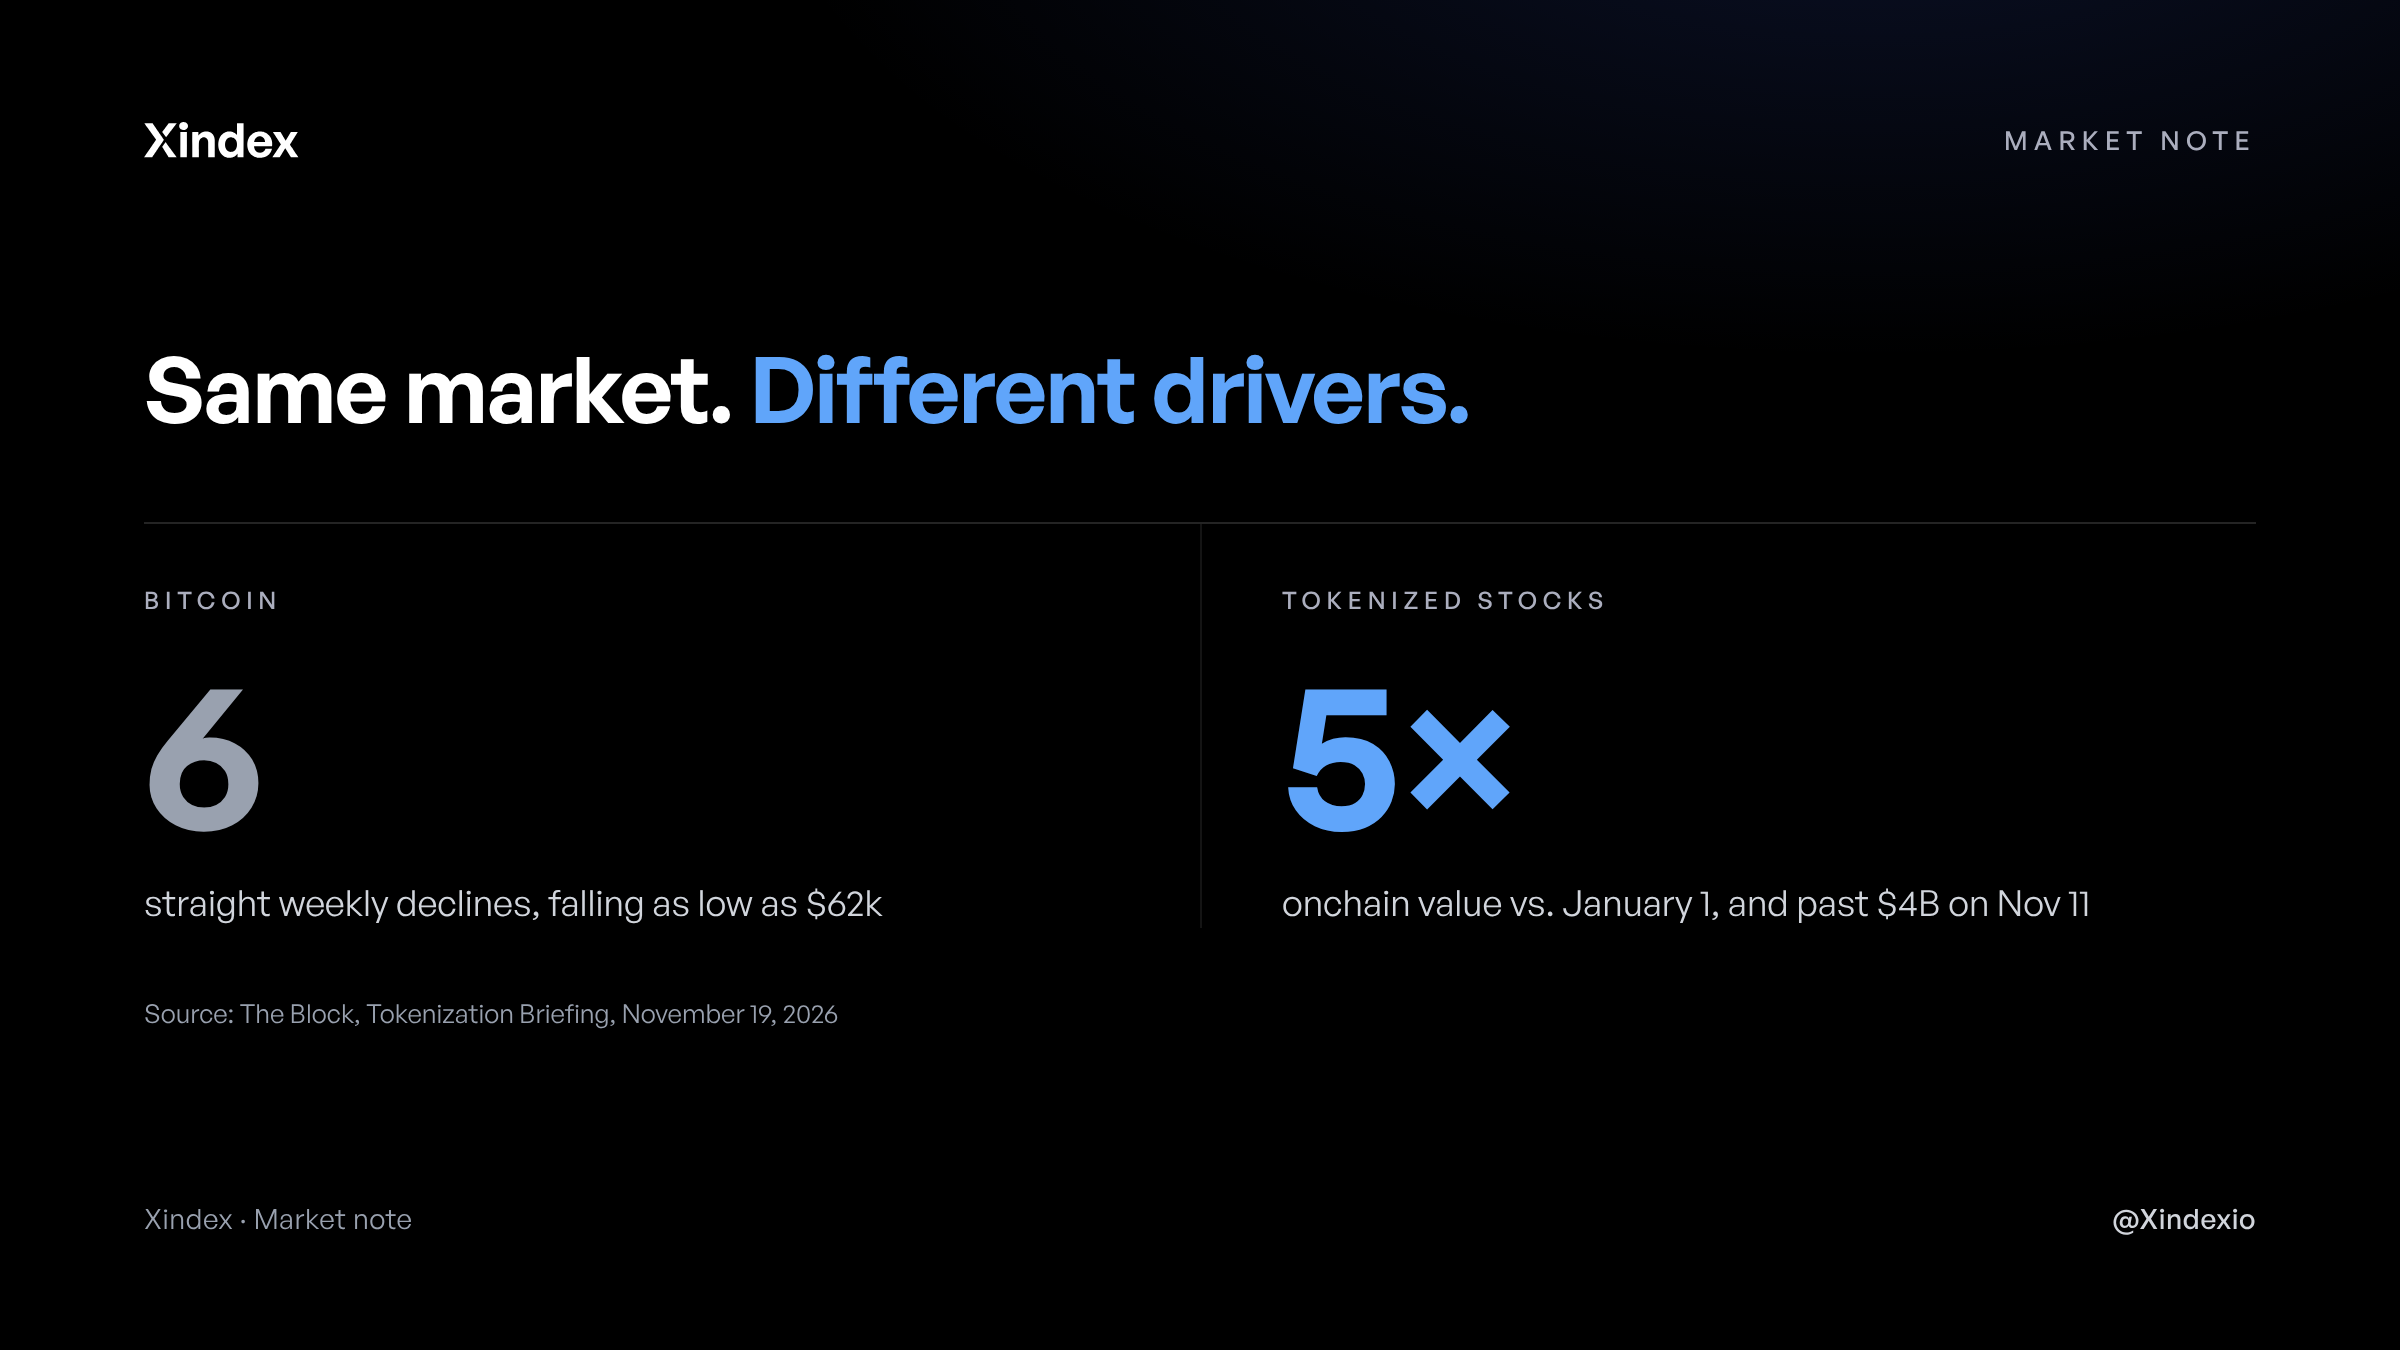 Xindex
MARKET NOTE
Same market. Different drivers.
BITCOIN
6
straight weekly declines, falling as low as $62k
TOKENIZED STOCKS
5×
onchain value vs. January 1, and past $4B on Nov 11
Source: The Block, Tokenization Briefing, November 19, 2026
Xindex · Market note
@Xindexio